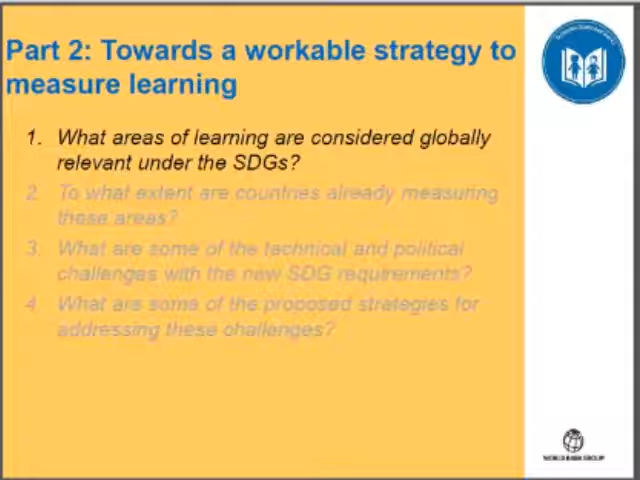 Part 2: Towards a workable strategy to
measure learning
1. What areas of learning are considered globally
relevant under the SDGs?
2. To what extent are countries already measuring
these areas?
3. What are some of the technical and political
challenges with the new SDG requirements?
4. What are some of the proposed strategies for
addressing these challenges?
WORLD BANK GROUP